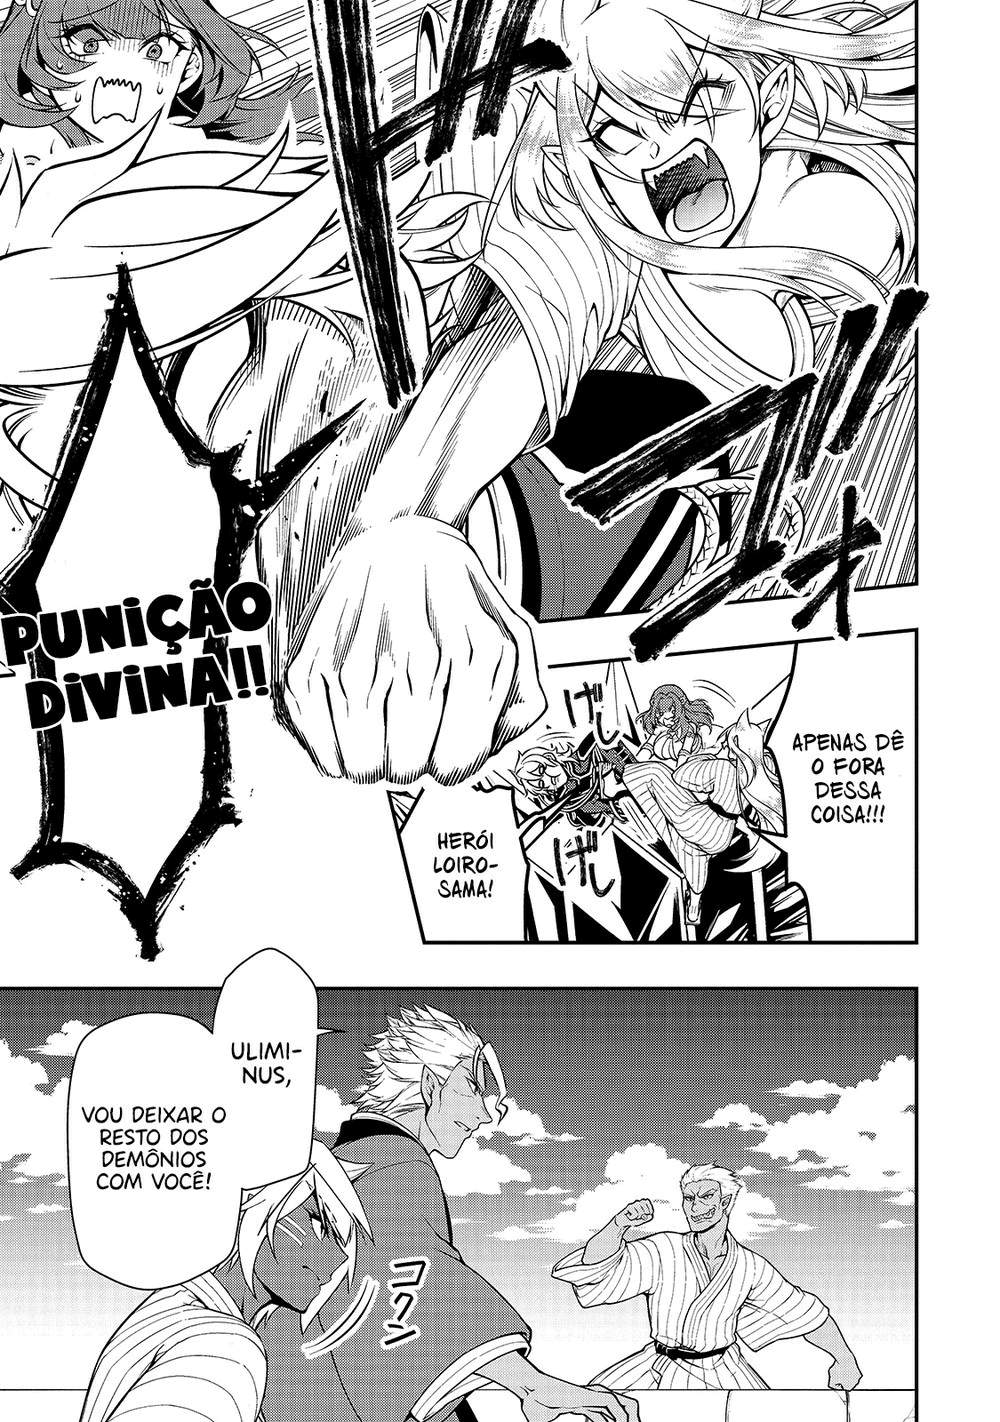 PUNIÇÃO
DIVINA!!
APENAS DÊ
O FORA
DESSA
COISA!!!
げし
げし
HERÓI
LOIRO-
SAMA!
ULIMI-
NUS,
VOU DEIXAR O
RESTO DOS
DEMÔNIOS
COM VOCÊ!
コクン